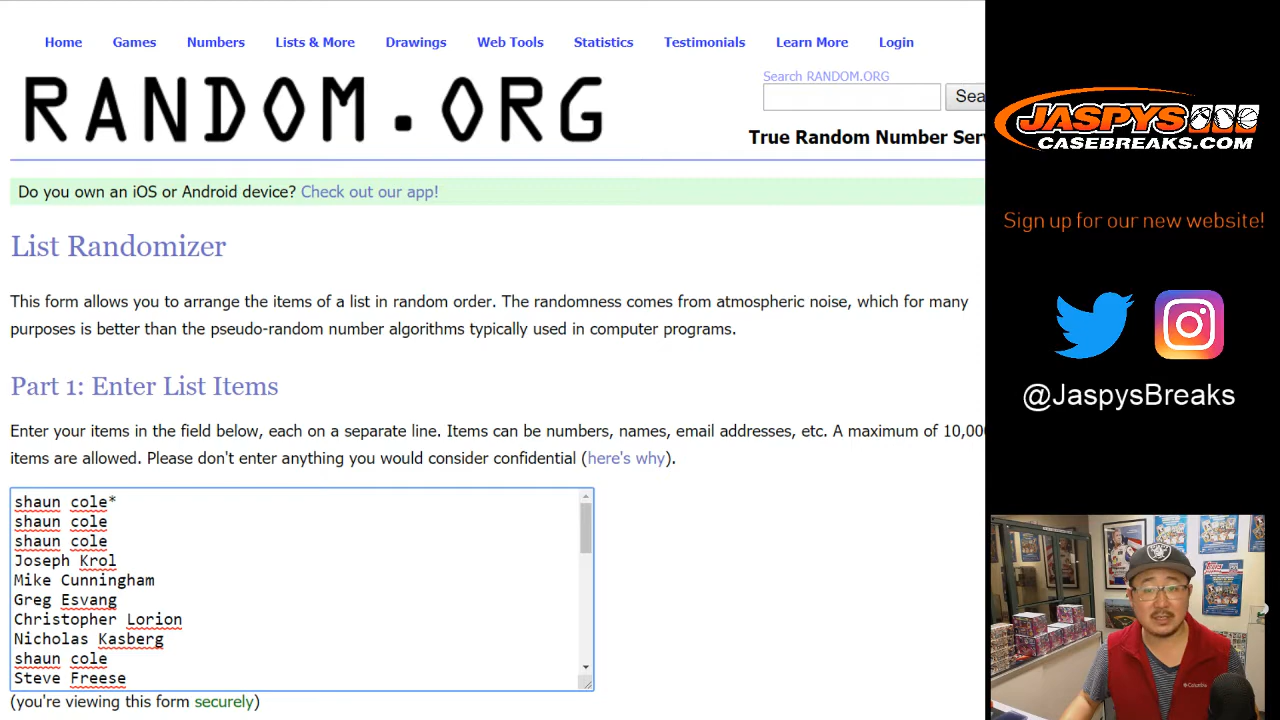 Home Games Numbers Lists & More Drawings Web Tools Statistics Testimonials Learn More Login
RANDOM.ORG
Search RANDOM.ORG
Sea
True Random Number Ser
Do you own an iOS or Android device? Check out our app!
List Randomizer
This form allows you to arrange the items of a list in random order. The randomness comes from atmospheric noise, which for many
purposes is better than the pseudo-random number algorithms typically used in computer programs.
Part 1: Enter List Items
Enter your items in the field below, each on a separate line. Items can be numbers, names, email addresses, etc. A maximum of 10,000
items are allowed. Please don't enter anything you would consider confidential (here's why).
shaun cole*
shaun cole
shaun cole
Joseph Krol
Mike Cunningham
Greg Esvang
Christopher Lorion
Nicholas Kasberg
shaun cole
Steve Freese
(you're viewing this form securely)
JASPYS
CASEBREAKS.COM
Sign up for our new website!
@JaspysBreaks
Columbia